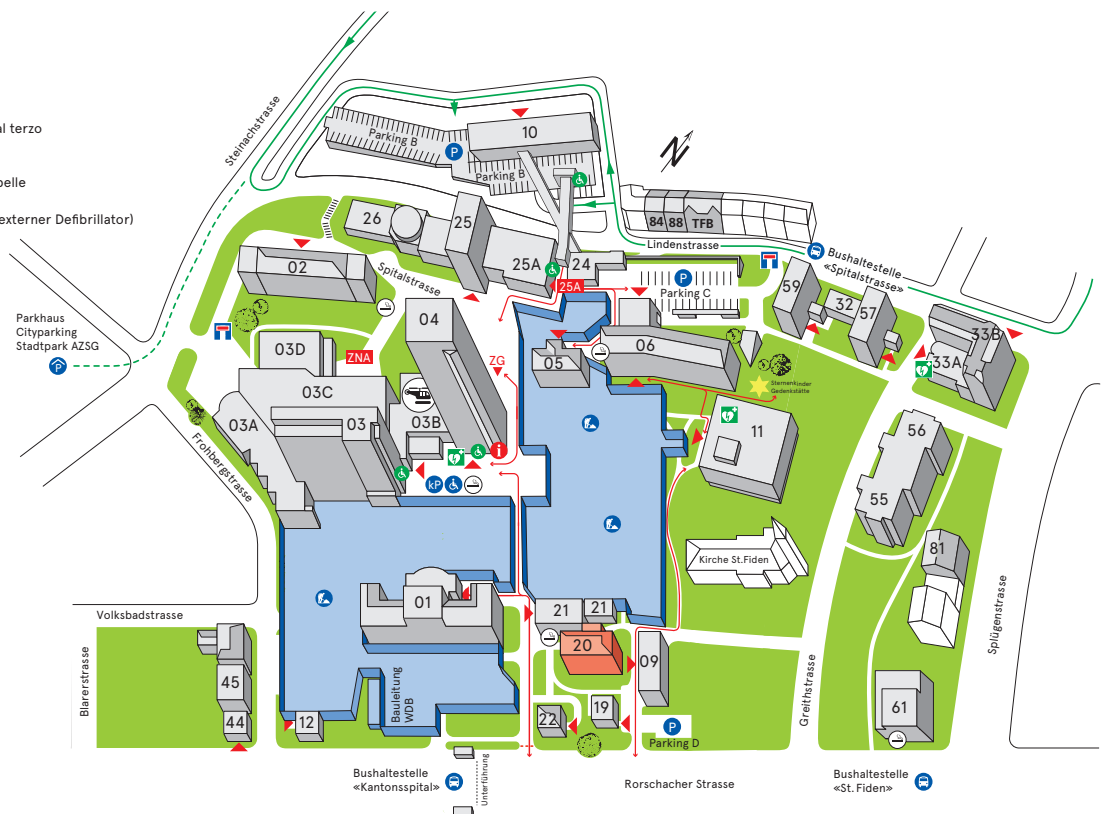 al terzo
pelle
externer Defibrillator)
Steinachstrasse
Parking B
P
10
Parking B
N
84 88 TFB
Lindenstrasse
Bushaltestelle
«Spitalstrasse»
26
25
25A
24
25A
02
Spitalstrasse
P
Parking C
59
32
57
33B
33A
04
Parkhaus
Cityparking
Stadtpark AZSG
P
03D
ZNA
ZG
05
06
Sternenkinder
Gedenkstätte
03C
03A
03
03B
i
kP
11
56
55
Frohbergstrasse
Kirche St.Fiden
81
01
21
21
20
09
Volksbadstrasse
Blarerstrasse
45
44
12
Bauleitung
WDB
22
19
P
Parking D
Greithstrasse
Splügenstrasse
61
Bushaltestelle
«Kantonsspital»
Unterführung
Rorschacher Strasse
Bushaltestelle
«St. Fiden»